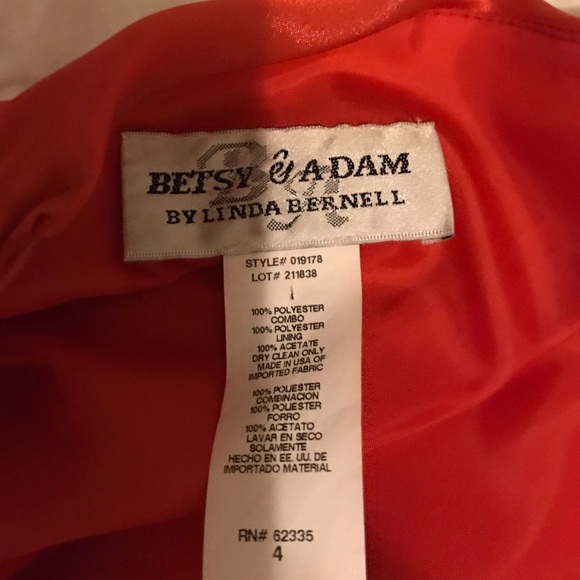 BETSY & ADAM
BY LINDA BERNELL
STYLE# 019178
LOT# 211838
100% POLYESTER
COMBO
100% POLYESTER
LINING
100% ACETATE
DRY CLEAN ONLY
MADE IN USA OF
IMPORTED FABRIC
100% POLIESTER
COMBINACION
100% POLIESTER
FORRO
100% ACETATO
LAVAR EN SECO
SOLAMENTE
HECHO EN EE. UU. DE
IMPORTADO MATERIAL
RN# 62335
4